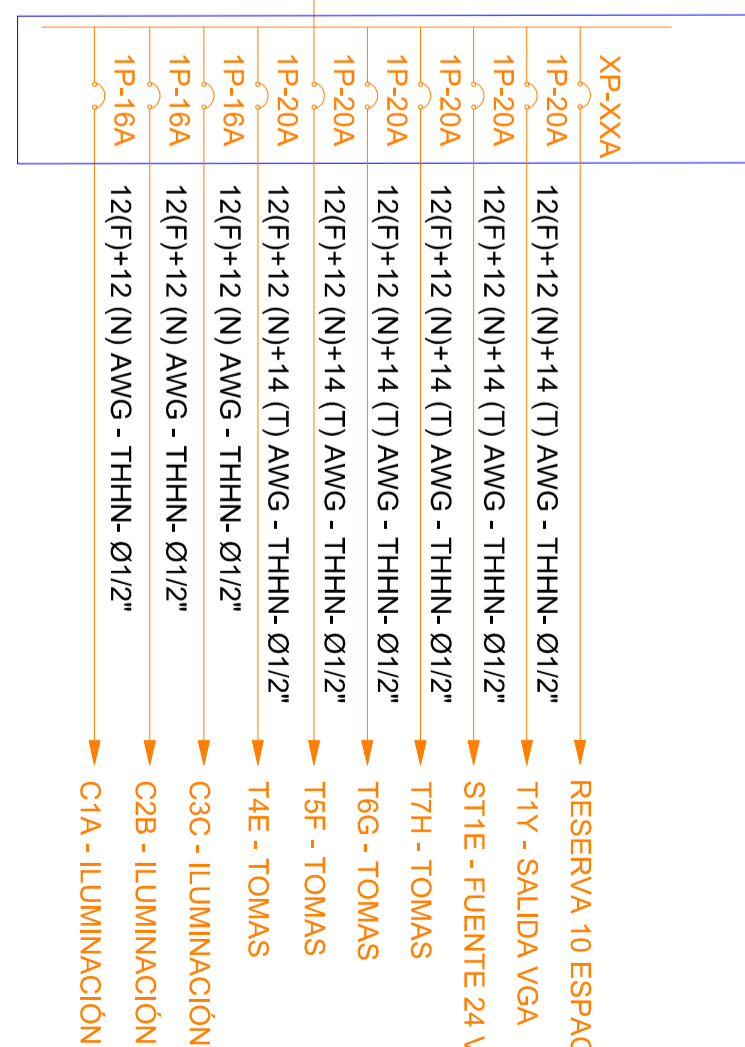 1P-16A
12(F)+12 (N) AWG - THHN- Ø1/2"
C1A - ILUMINACIÓN
1P-16A
12(F)+12 (N) AWG - THHN- Ø1/2"
C2B - ILUMINACIÓN
1P-16A
12(F)+12 (N) AWG - THHN- Ø1/2"
C3C - ILUMINACIÓN
1P-20A
12(F)+12 (N)+14 (T) AWG - THHN- Ø1/2"
T4E - TOMAS
1P-20A
12(F)+12 (N)+14 (T) AWG - THHN- Ø1/2"
T5F - TOMAS
1P-20A
12(F)+12 (N)+14 (T) AWG - THHN- Ø1/2"
T6G - TOMAS
1P-20A
12(F)+12 (N)+14 (T) AWG - THHN- Ø1/2"
T7H - TOMAS
1P-20A
12(F)+12 (N)+14 (T) AWG - THHN- Ø1/2"
ST1E - FUENTE 24 V
1P-20A
12(F)+12 (N)+14 (T) AWG - THHN- Ø1/2"
T1Y - SALIDA VGA
XP-XXA
RESERVA 10 ESPAC